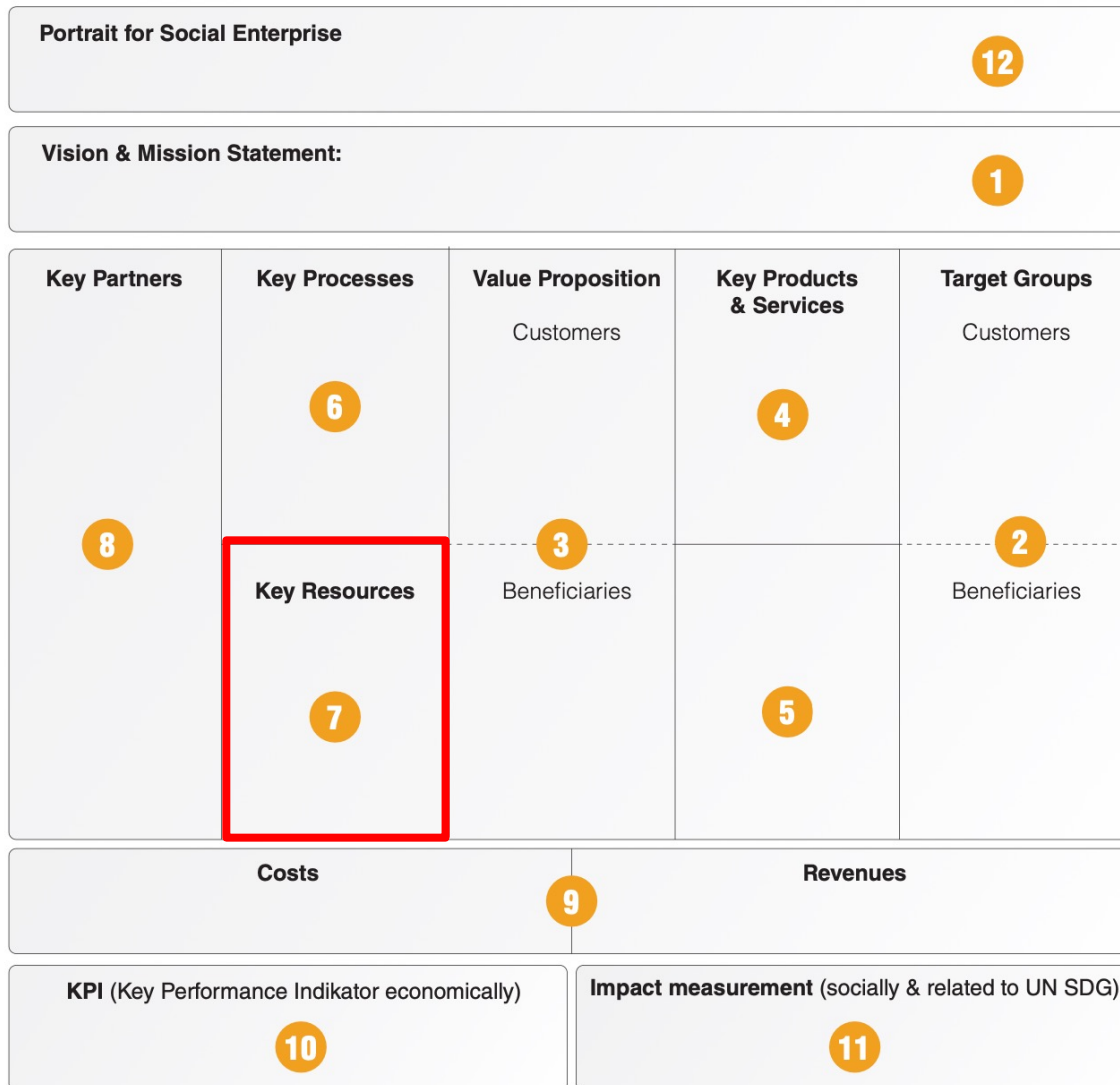 Portrait for Social Enterprise
12
Vision & Mission Statement:
1
Key Partners
8
Key Processes
6
Key Resources
7
Value Proposition
Customers
3
Beneficiaries
Key Products
& Services
4
5
Target Groups
Customers
2
Beneficiaries
Costs
9
Revenues
KPI (Key Performance Indikator economically)
10
Impact measurement (socially & related to UN SDG)
11